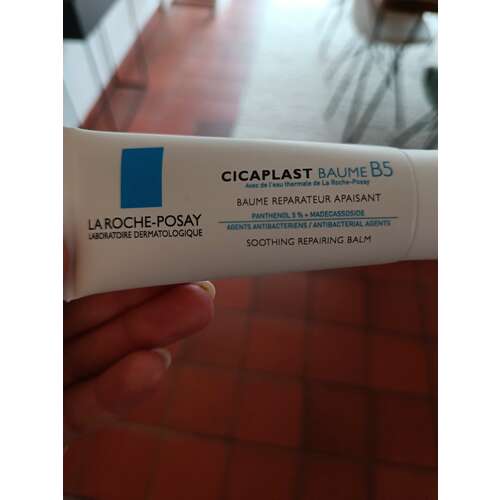 LA ROCHE-POSAY
LABORATOIRE DERMATOLOGIQUE
CICAPLAST BAUME B5
Avec de l'eau thermale de La Roche-Posay
BAUME REPARATEUR APAISANT
PANTHENOL 5% + MADECASSOSIDE
AGENTS ANTIBACTERIENS / ANTIBACTERIAL AGENTS
SOOTHING REPAIRING BALM